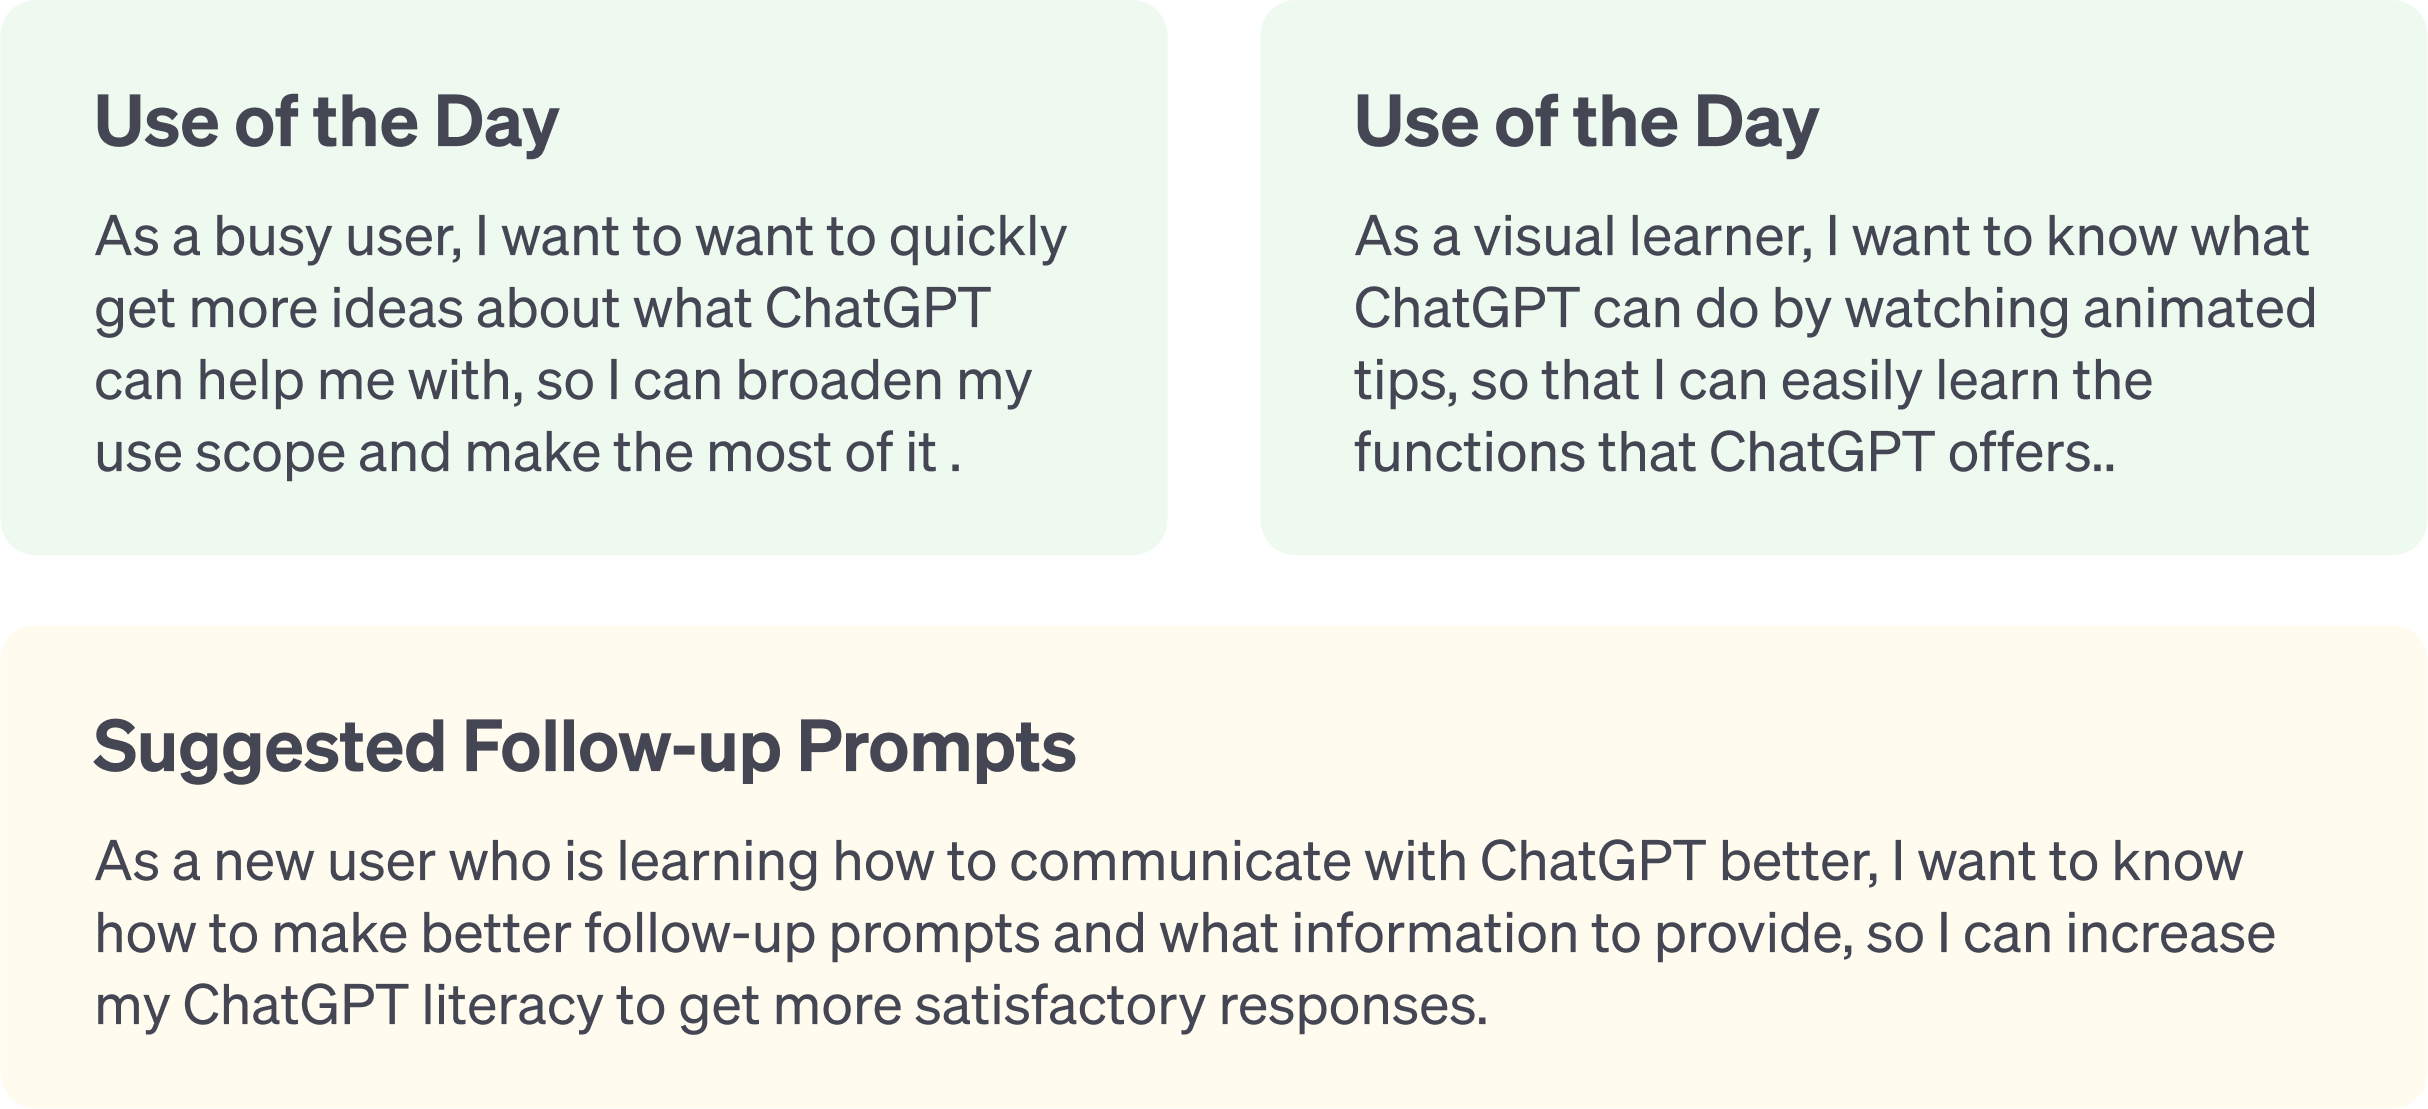 Use of the Day
As a busy user, I want to want to quickly
get more ideas about what ChatGPT
can help me with, so I can broaden my
use scope and make the most of it .
Use of the Day
As a visual learner, I want to know what
ChatGPT can do by watching animated
tips, so that I can easily learn the
functions that ChatGPT offers..
Suggested Follow-up Prompts
As a new user who is learning how to communicate with ChatGPT better, I want to know
how to make better follow-up prompts and what information to provide, so I can increase
my ChatGPT literacy to get more satisfactory responses.